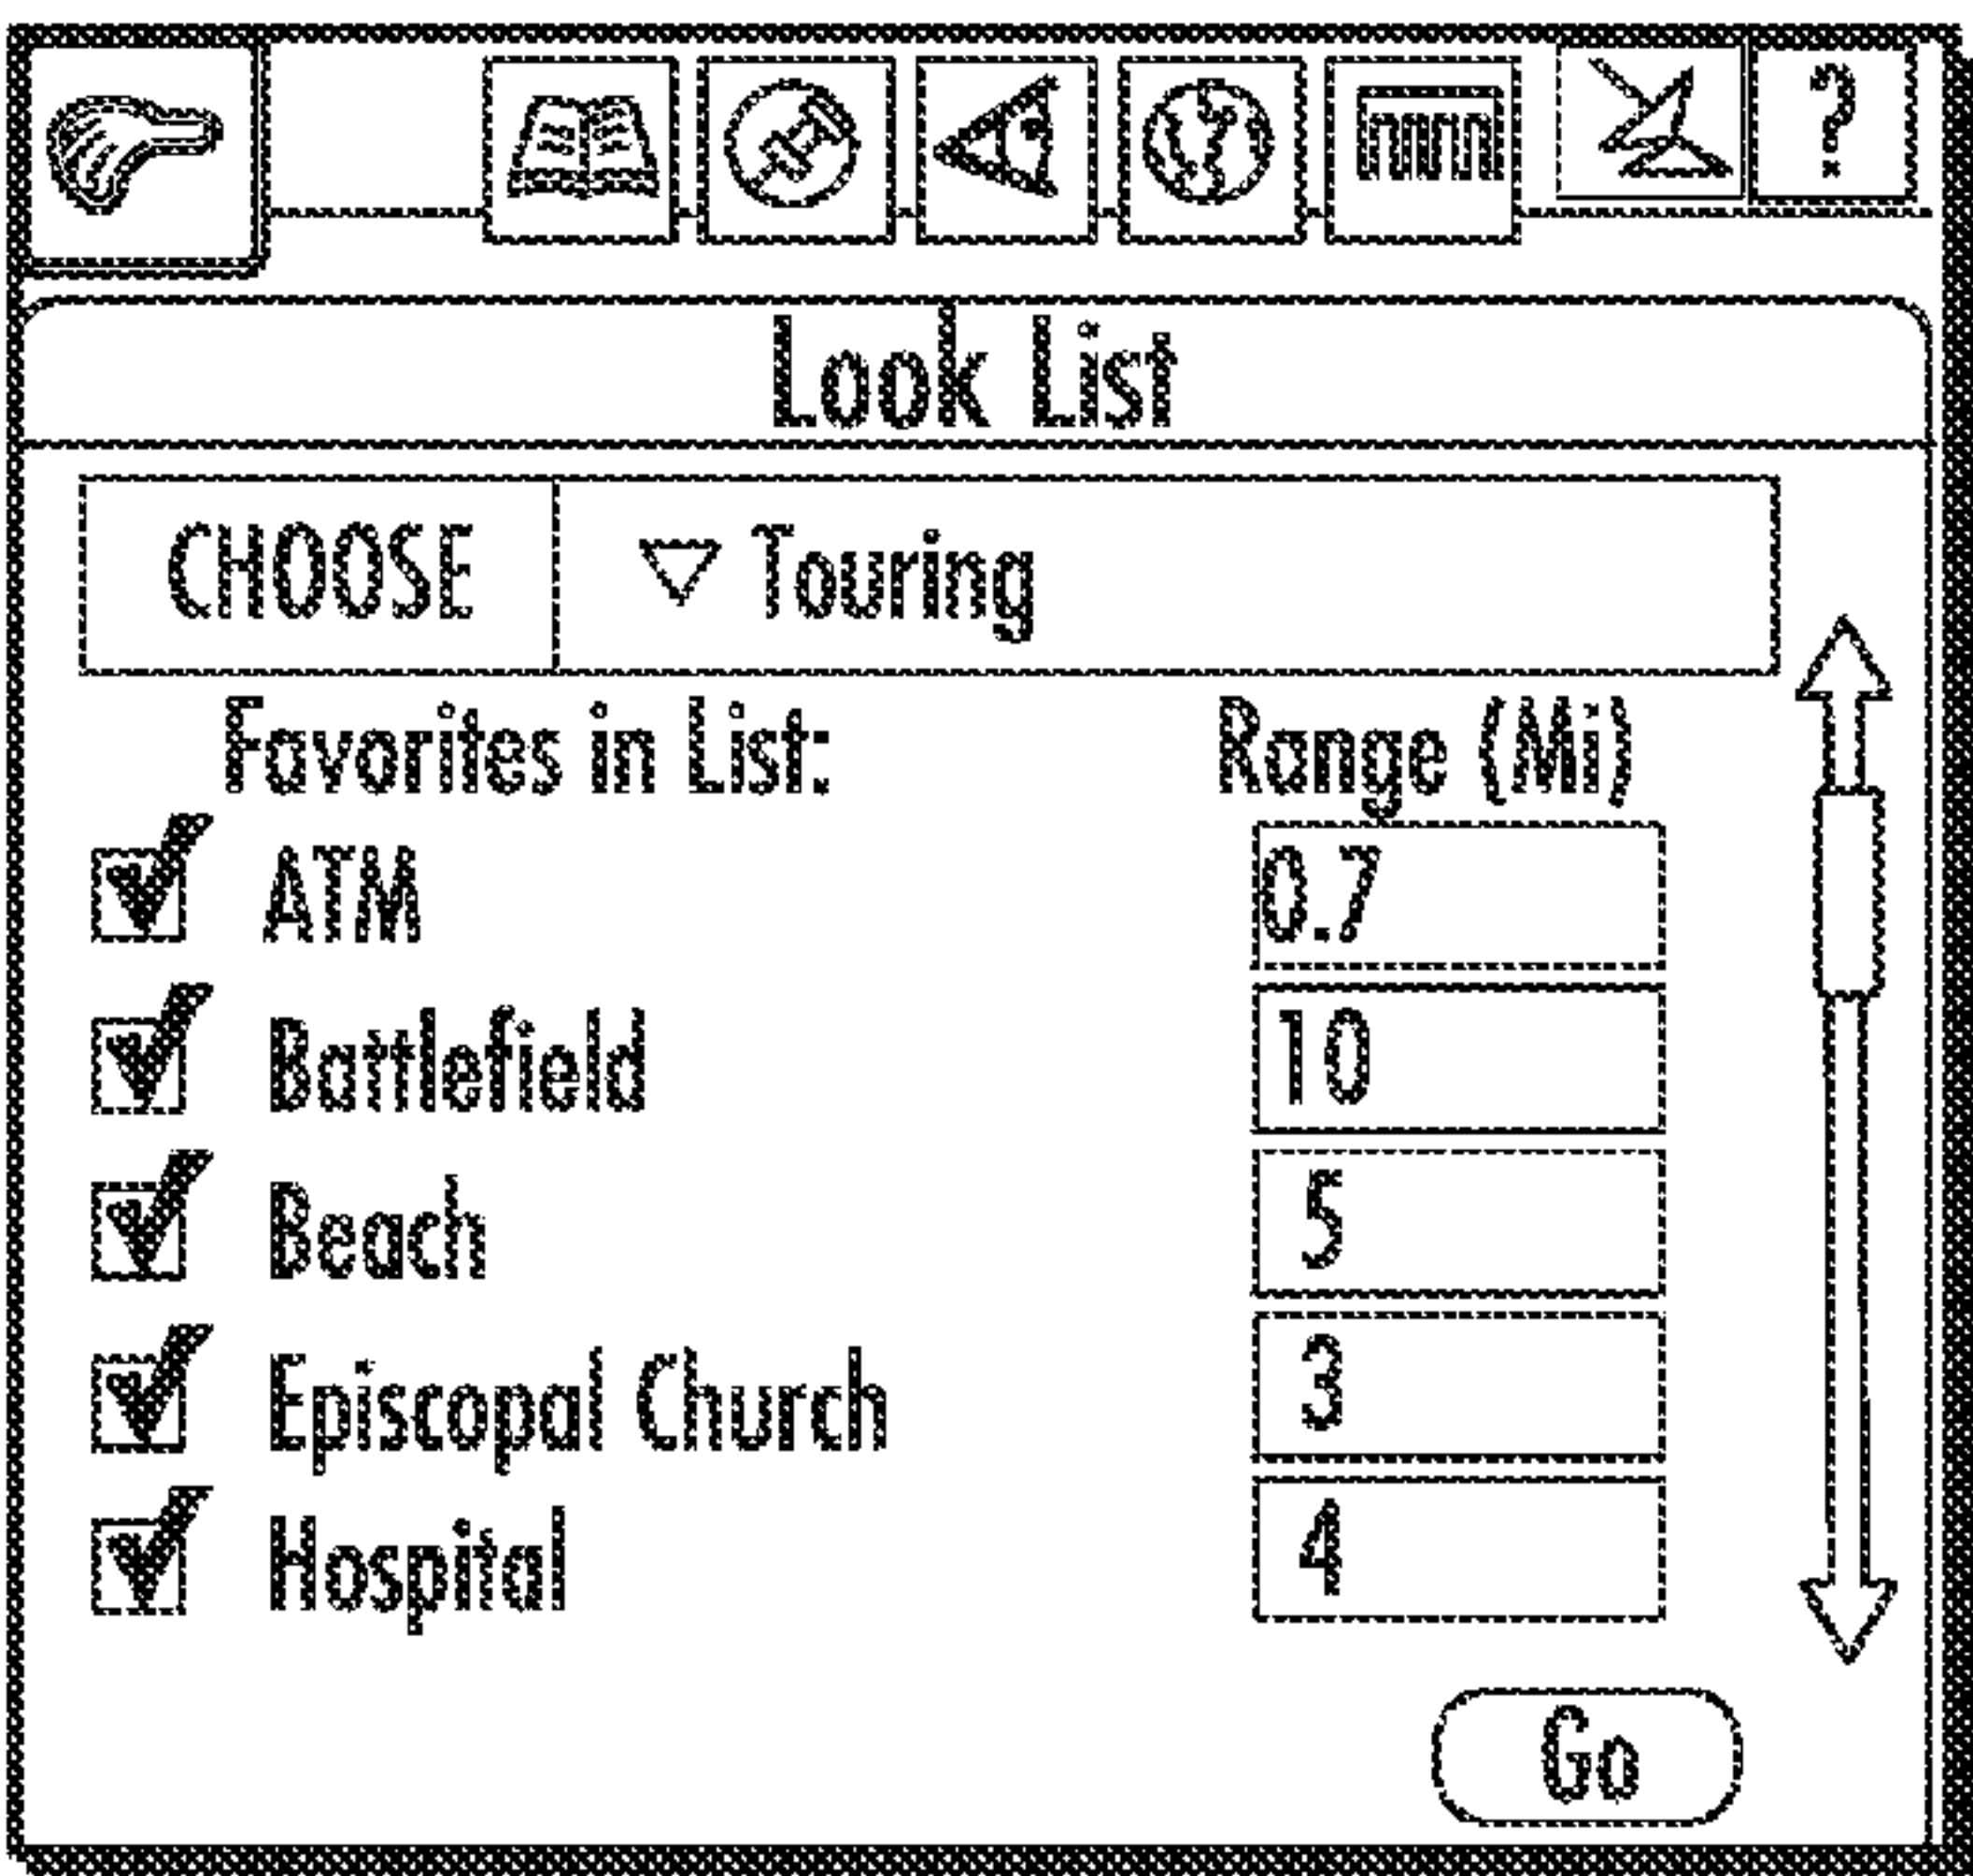 ?
Look List
CHOOSE ▽ Touring
Favorites in List: Range (Mi)
ATM 0.7
Battlefield 10
Beach 5
Episcopal Church 3
Hospital 4
Go